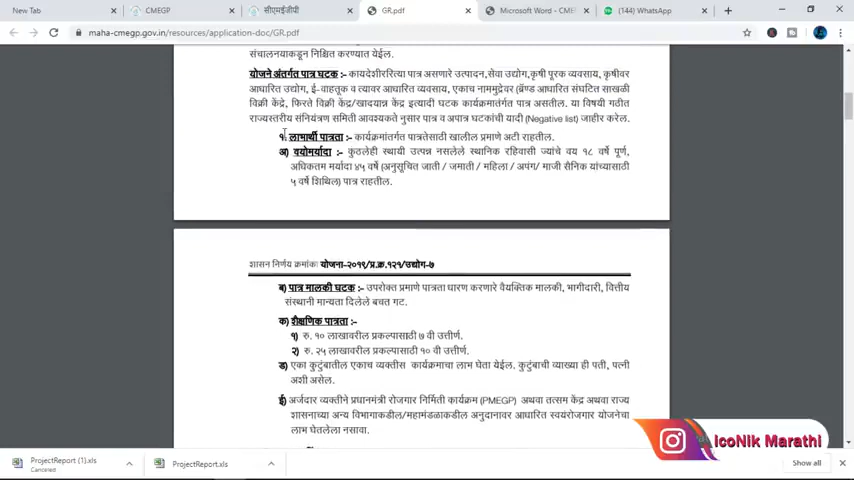 New Tab
CMEGP
सीएमईजीपी
GR.pdf
Microsoft Word - CME
(144) WhatsApp
maha-cmegp.gov.in/resources/application-doc/GR.pdf
संचालनयाकडून निश्चित करण्यात येईल.
योजने अंतर्गत पात्र घटक :- कायदेशीररित्या पात्र असणारे उत्पादन,सेवा उद्योग,कृषी पूरक व्यवसाय, कृषीवर
आधारित उद्योग, ई-वाहतूक व त्यावर आधारित व्यवसाय, एकाच नाममुद्रेवर (ब्रॅण्ड आधारित संघटित साखळी
विक्री केंद्रे, फिरते विक्री केंद्र/खाद्यान्न केंद्र इत्यादी घटक कार्यक्रमातंर्गत पात्र असतील. या विषयी गठीत
राज्यस्तरीय संनियंत्रण समिती आवश्यकते नुसार पात्र व अपात्र घटकांची यादी (Negative list) जाहीर करेल.
१. लाभार्थी पात्रता :- कार्यक्रमांतर्गत पात्रतेसाठी खालील प्रमाणे अटी राहतील.
अ) वयोमर्यादा :- कुठलेही स्थायी उत्पन्न नसलेले स्थानिक रहिवासी ज्यांचे वय १८ वर्षे पूर्ण,
अधिकतम मर्यादा ४५ वर्षे (अनुसूचित जाती / जमाती / महिला / अपंग/ माजी सैनिक यांच्यासाठी
५ वर्षे शिथिल) पात्र राहतील.
शासन निर्णय क्रमांकः योजना-२०१९/प्र.क्र.१२१/उद्योग-७
ब) पात्र मालकी घटक :- उपरोक्त प्रमाणे पात्रता धारण करणारे वैयक्तिक मालकी, भागीदारी, वित्तीय
संस्थांनी मान्यता दिलेले बचत गट.
क) शैक्षणिक पात्रता :-
१) रु. १० लाखावरील प्रकल्पासाठी ७ वी उत्तीर्ण.
२) रु. २५ लाखावरील प्रकल्पासाठी १० वी उत्तीर्ण.
ड) एका कुटुंबातील एकाच व्यक्तीस कार्यक्रमाचा लाभ घेता येईल. कुटुंबाची व्याख्या ही पती, पत्नी
अशी असेल.
ई) अर्जदार व्यक्तीने प्रधानमंत्री रोजगार निर्मिती कार्यक्रम (PMEGP) अथवा तत्सम केंद्र अथवा राज्य
शासनाच्या अन्य विभागाकडील/महामंडळाकडील अनुदानावर आधारित स्वयंरोजगार योजनेचा
लाभ घेतलेला नसावा.
IcoNik Marathi
ProjectReport (1).xls
Canceled
ProjectReport.xls
Show all